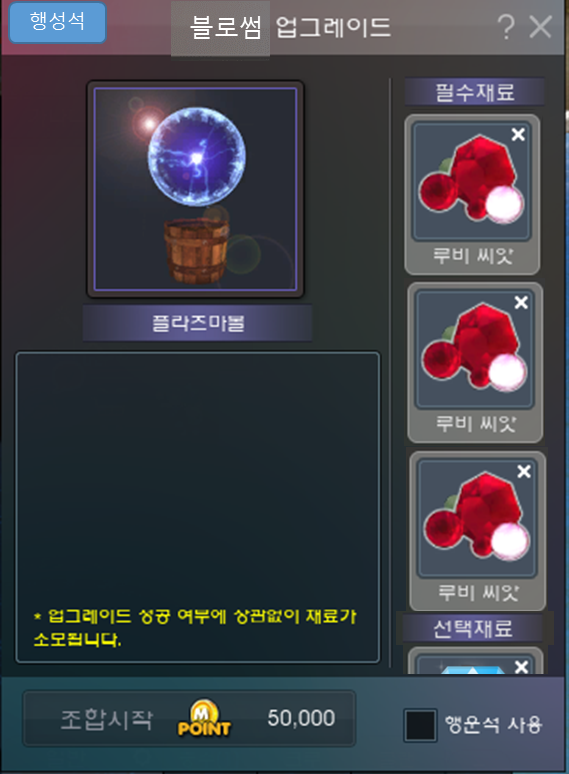 행성석
블로썸 업그레이드
?
필수재료
루비 씨앗
플라즈마볼
루비 씨앗
루비 씨앗
* 업그레이드 성공 여부에 상관없이 재료가
소모됩니다.
선택재료
조합시작 M POINT 50,000
행운석 사용